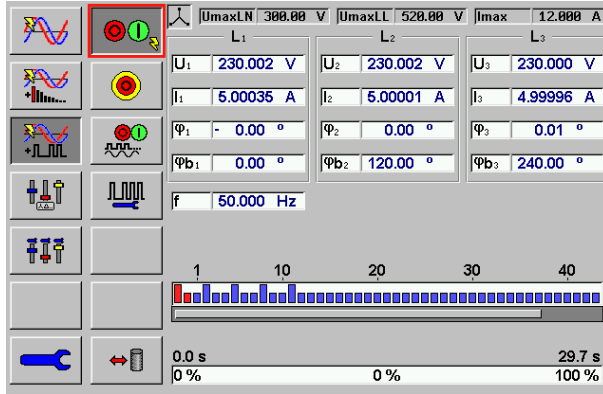 UmaxLN 300.00 V UmaxLL 520.00 V Imax 12.000 A
L1 L2 L3
U1 230.002 V U2 230.002 V U3 230.000 V
I1 5.00035 A I2 5.00001 A I3 4.99996 A
φ1 - 0.00 º φ2 0.00 º φ3 0.01 º
φb1 0.00 º φb2 120.00 º φb3 240.00 º
f 50.000 Hz
1 10 20 30 40
0.0 s 29.7 s
0 % 0 % 100 %